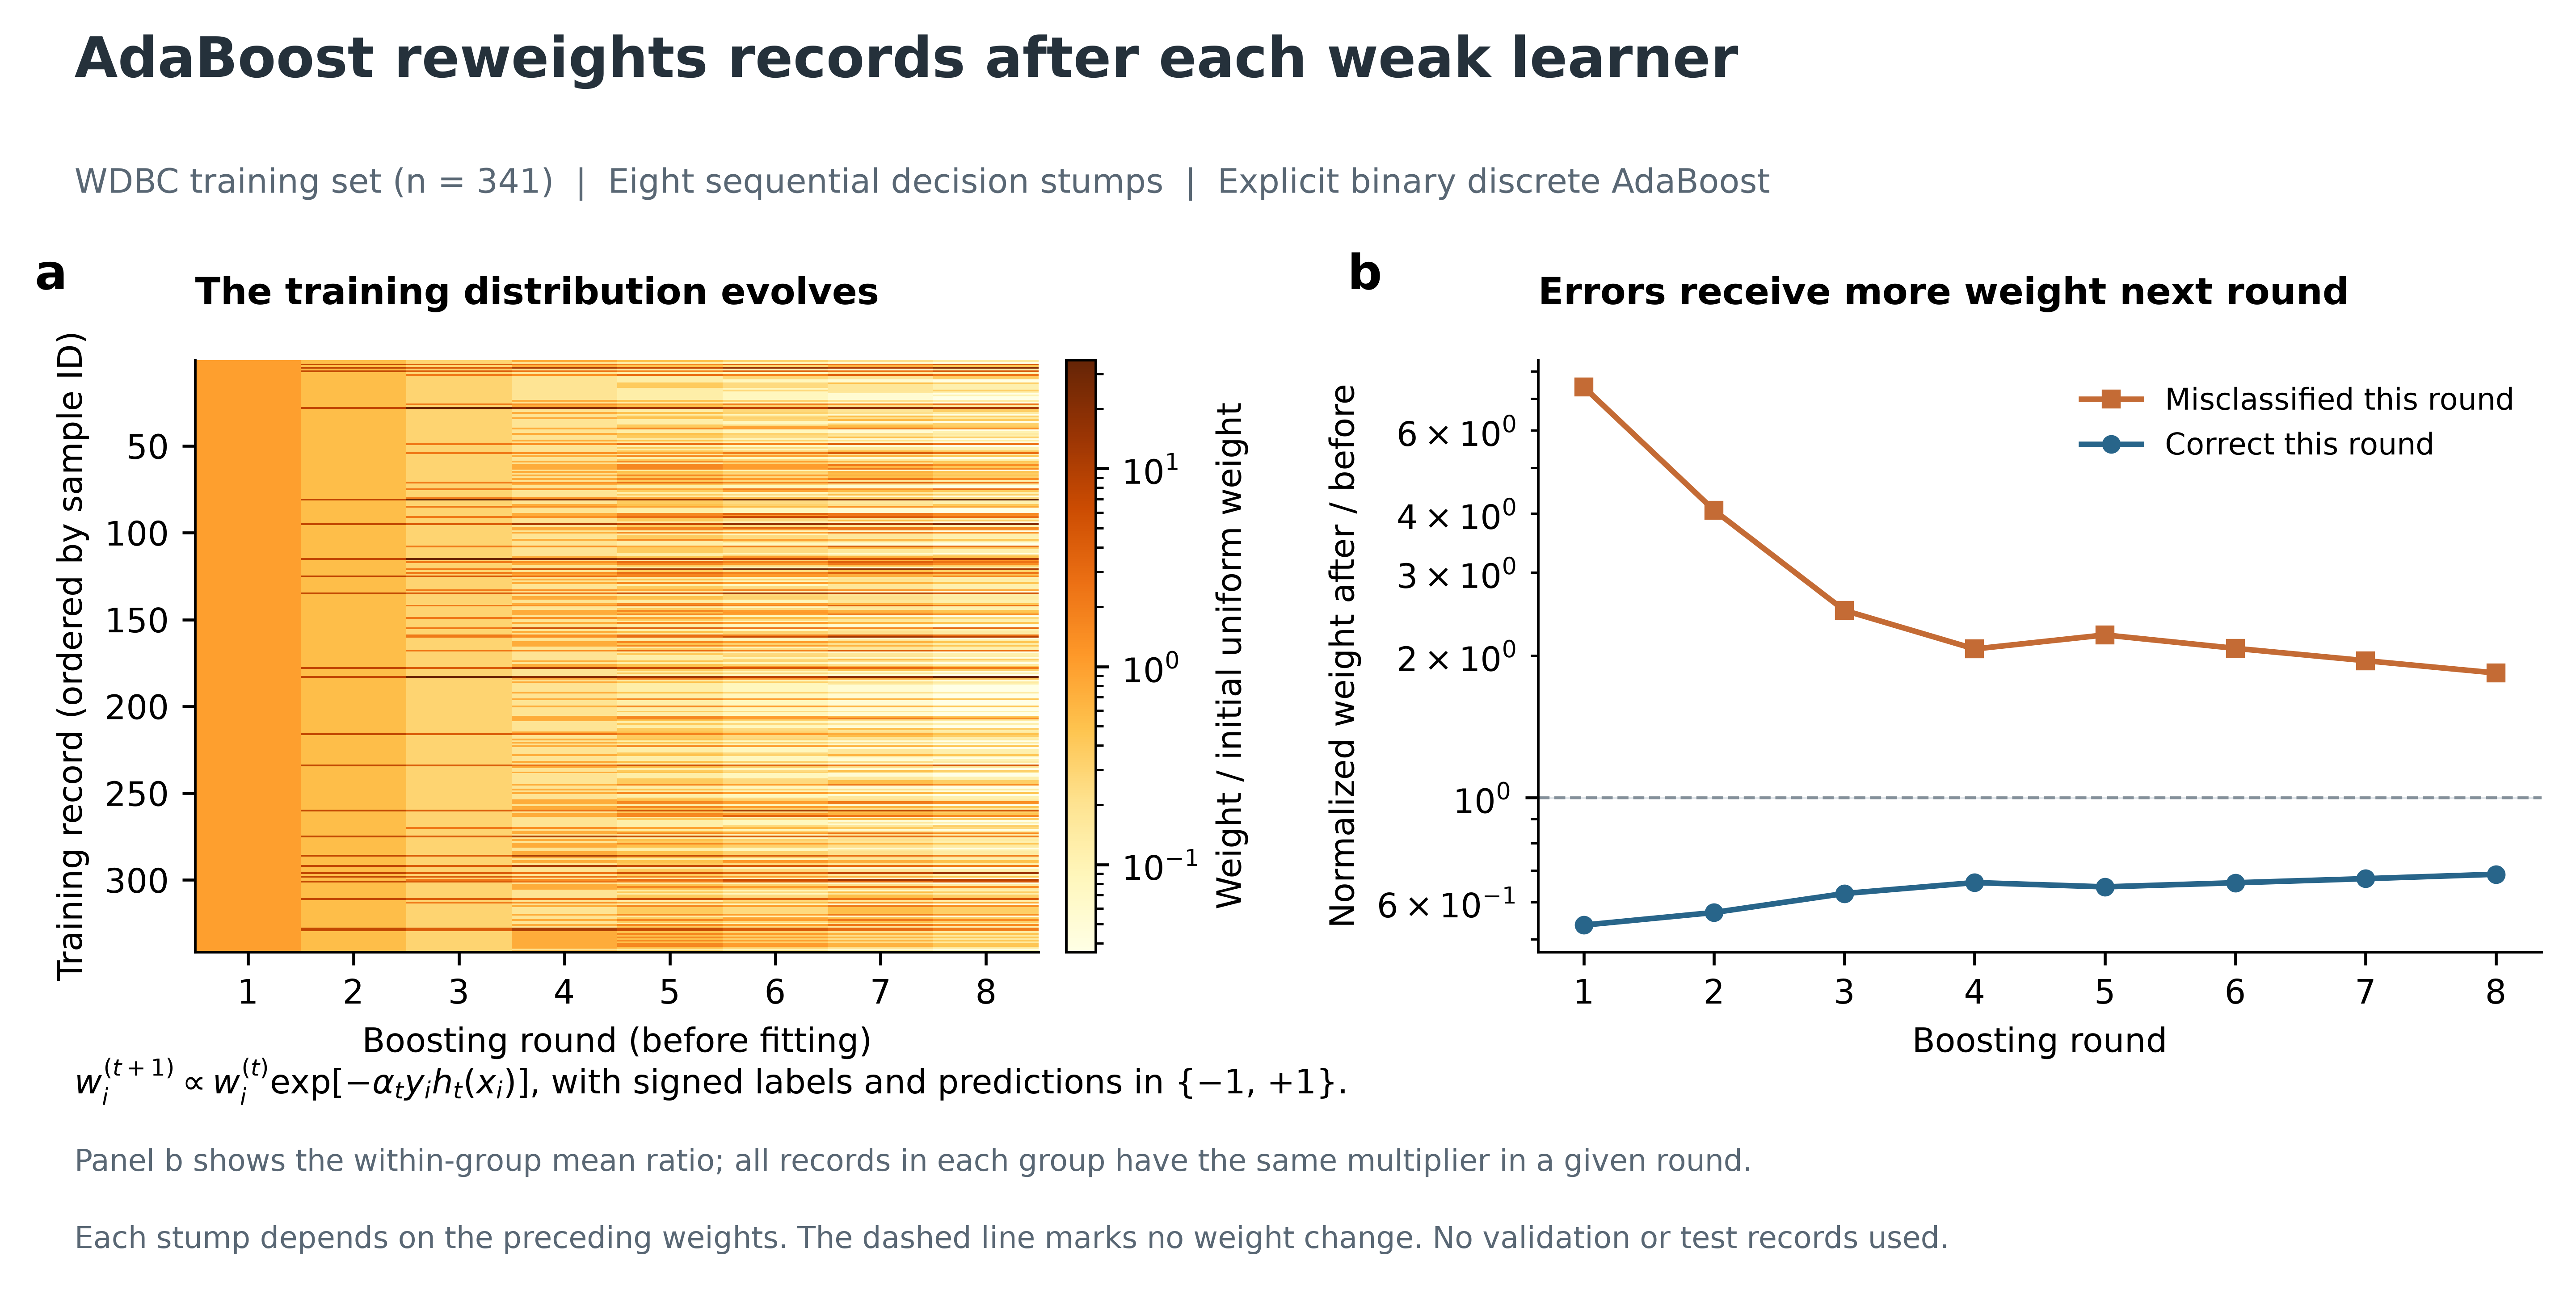 AdaBoost reweights records after each weak learner
WDBC training set (n = 341) | Eight sequential decision stumps | Explicit binary discrete AdaBoost
a
The training distribution evolves
Training record (ordered by sample ID)
50
100
150
200
250
300
1 2 3 4 5 6 7 8
Boosting round (before fitting)
10¹
10⁰
10⁻¹
Weight / initial uniform weight
b
Errors receive more weight next round
Normalized weight after / before
6 × 10⁰
4 × 10⁰
3 × 10⁰
2 × 10⁰
10⁰
6 × 10⁻¹
Misclassified this round
Correct this round
1 2 3 4 5 6 7 8
Boosting round
w_i^{(t+1)} ∝ w_i^{(t)} exp[−α_t y_i h_t(x_i)], with signed labels and predictions in {−1, +1}.
Panel b shows the within-group mean ratio; all records in each group have the same multiplier in a given round.
Each stump depends on the preceding weights. The dashed line marks no weight change. No validation or test records used.